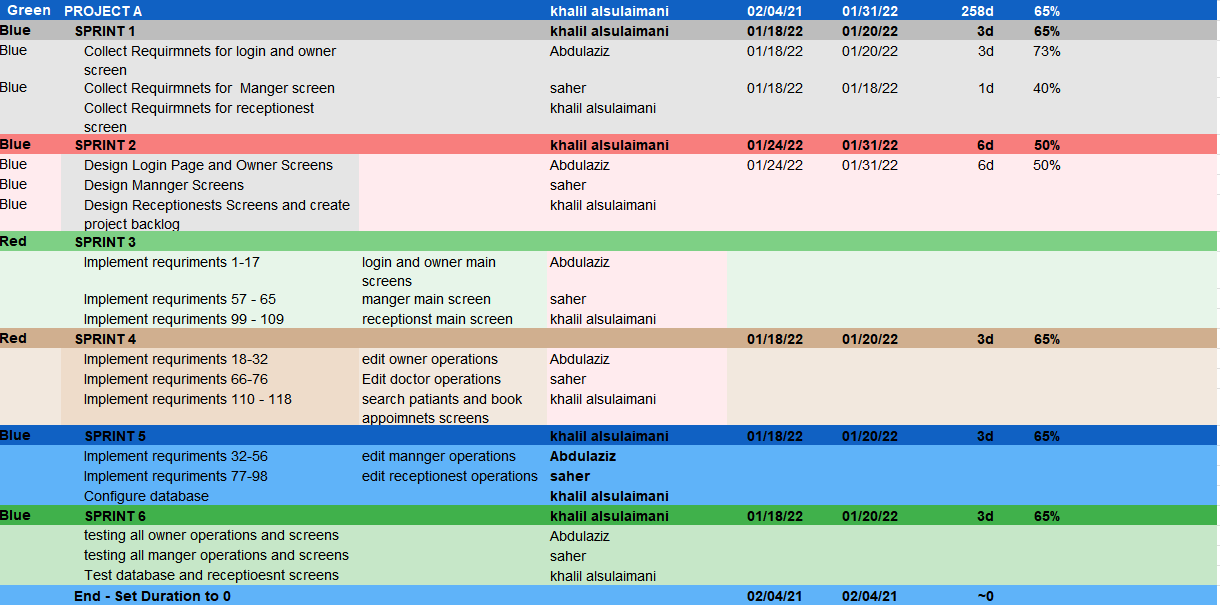 Green PROJECT A khalil alsulaimani 02/04/21 01/31/22 258d 65%
Blue SPRINT 1 khalil alsulaimani 01/18/22 01/20/22 3d 65%
Blue Collect Requirmnets for login and owner Abdulaziz 01/18/22 01/20/22 3d 73%
screen
Blue Collect Requirmnets for Manger screen saher 01/18/22 01/18/22 1d 40%
Collect Requirmnets for receptionest khalil alsulaimani
screen
Blue SPRINT 2 khalil alsulaimani 01/24/22 01/31/22 6d 50%
Blue Design Login Page and Owner Screens Abdulaziz 01/24/22 01/31/22 6d 50%
Blue Design Mannger Screens saher
Blue Design Receptionests Screens and create khalil alsulaimani
project backlog
Red SPRINT 3
Implement requriments 1-17 login and owner main Abdulaziz
screens
Implement requriments 57 - 65 manger main screen saher
Implement requriments 99 - 109 receptionst main screen khalil alsulaimani
Red SPRINT 4 01/18/22 01/20/22 3d 65%
Implement requriments 18-32 edit owner operations Abdulaziz
Implement requriments 66-76 Edit doctor operations saher
Implement requriments 110 - 118 search patiants and book khalil alsulaimani
appoimnets screens
Blue SPRINT 5 khalil alsulaimani 01/18/22 01/20/22 3d 65%
Implement requriments 32-56 edit mannger operations Abdulaziz
Implement requriments 77-98 edit receptionest operations saher
Configure database khalil alsulaimani
Blue SPRINT 6 khalil alsulaimani 01/18/22 01/20/22 3d 65%
testing all owner operations and screens Abdulaziz
testing all manger operations and screens saher
Test database and receptioesnt screens khalil alsulaimani
End - Set Duration to 0 02/04/21 02/04/21 ~0